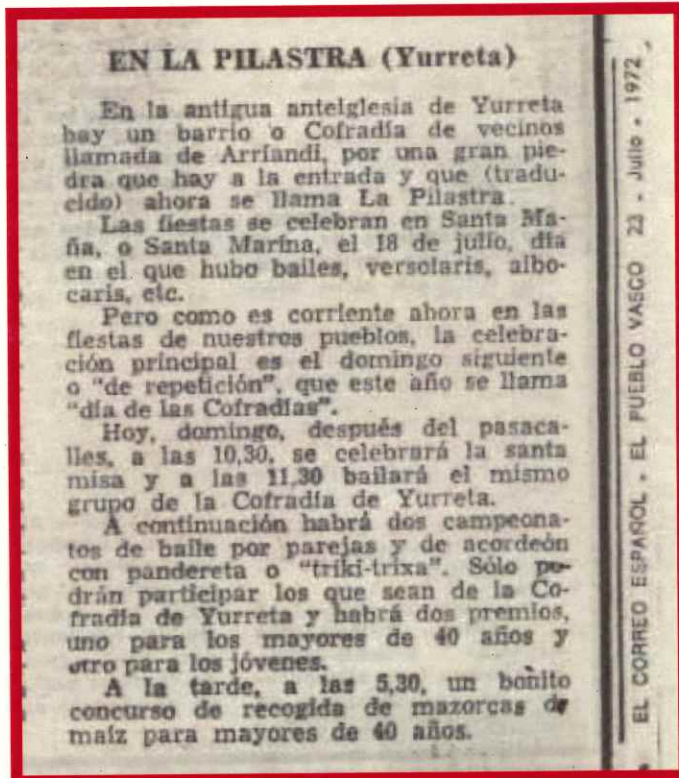 EN LA PILASTRA (Yurreta)
En la antigua anteiglesia de Yurreta
hay un barrio o Cofradía de vecinos
llamada de Arriandi, por una gran pie-
dra que hay a la entrada y que (tradu-
cido) ahora se llama La Pilastra.
Las fiestas se celebran en Santa Ma-
ña, o Santa Marina, el 18 de julio, día
en el que hubo bailes, versolaris, albo-
caris, etc.
Pero como es corriente ahora en las
fiestas de nuestros pueblos, la celebra-
ción principal es el domingo siguiente
o "de repetición", que este año se llama
"día de las Cofradías".
Hoy, domingo, después del pasaca-
lles, a las 10,30, se celebrará la santa
misa y a las 11,30 bailará el mismo
grupo de la Cofradía de Yurreta.
A continuación habrá dos campeona-
tos de baile por parejas y de acordeón
con pandereta o "triki-trixa". Sólo po-
drán participar los que sean de la Co-
fradía de Yurreta y habrá dos premios,
uno para los mayores de 40 años y
otro para los jóvenes.
A la tarde, a las 5,30, un bonito
concurso de recogida de mazorcas de
maíz para mayores de 40 años.
EL CORREO ESPAÑOL - EL PUEBLO VASCO 23 - Julio - 1972